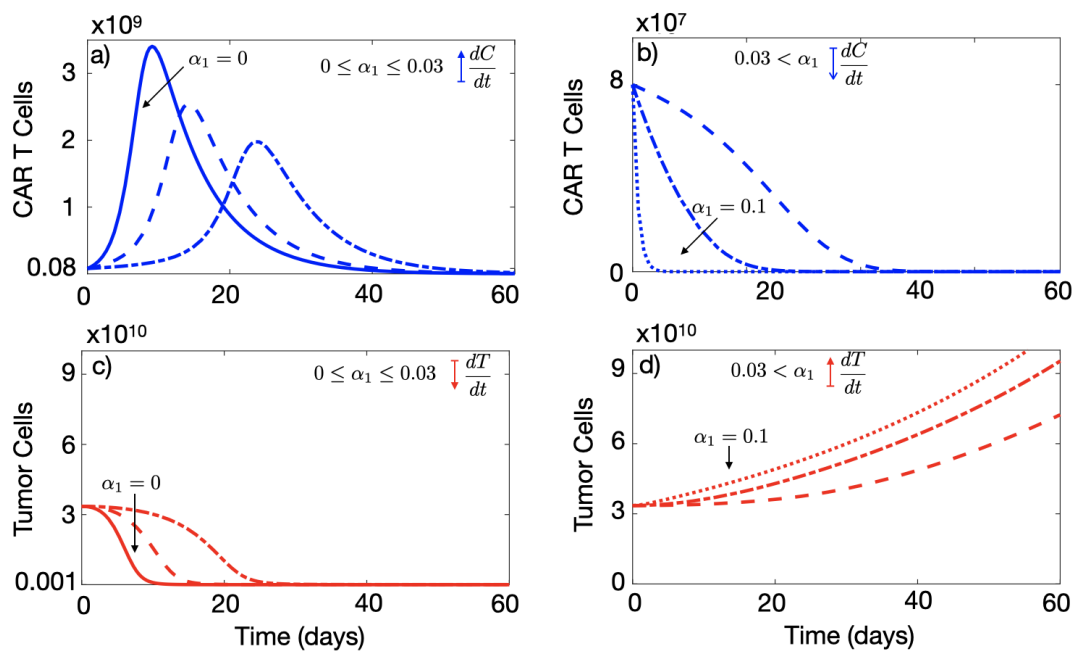 x10⁹
a)
α₁ = 0
0 ≤ α₁ ≤ 0.03 dC/dt
CAR T Cells
3
2
1
0.08
0 20 40 60
x10⁷
b)
0.03 < α₁ dC/dt
CAR T Cells
8
α₁ = 0.1
0
0 20 40 60
x10¹⁰
c)
0 ≤ α₁ ≤ 0.03 dT/dt
Tumor Cells
9
6
α₁ = 0
3
0.001
0 20 40 60
Time (days)
x10¹⁰
d)
0.03 < α₁ dT/dt
Tumor Cells
9
6
α₁ = 0.1
3
0
0 20 40 60
Time (days)